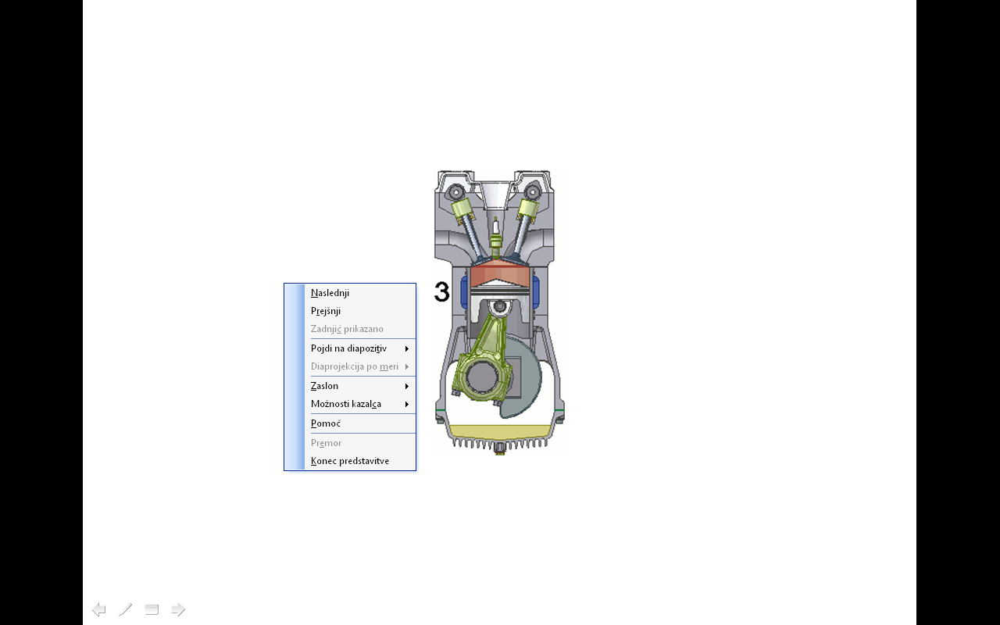 Naslednji
Prejšnji
Zadnjič prikazano
Pojdi na diapozitiv
Diaprojekcija po meri
Zaslon
Možnosti kazalca
Pomoč
Premor
Konec predstavitve
3